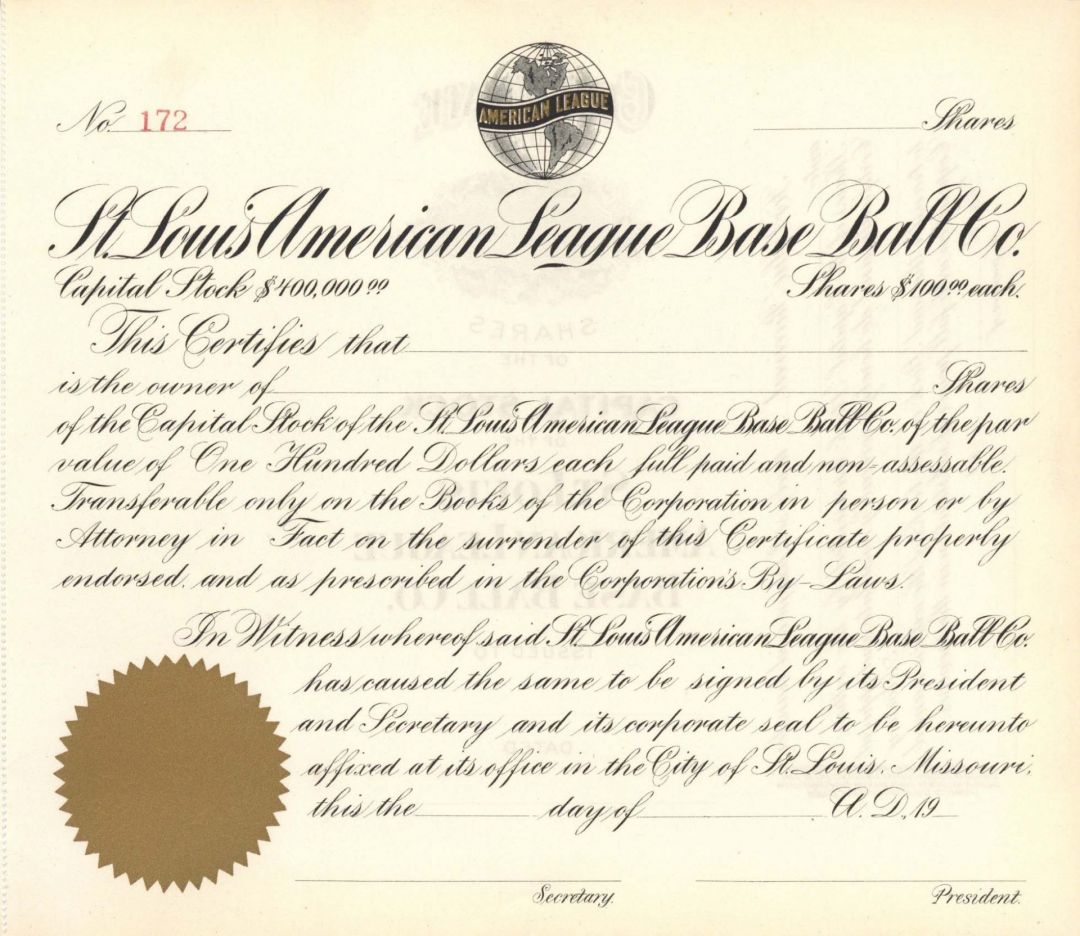 No. 172
AMERICAN LEAGUE
Shares
St. Louis American League Base Ball Co.
Capital Stock $400,000.00 Shares $100.00 each.
This Certifies that
is the owner of Shares
of the Capital Stock of the St. Louis American League Base Ball Co. of the par
value of One Hundred Dollars each full paid and non-assessable.
Transferable only on the Books of the Corporation in person or by
Attorney in Fact on the surrender of this Certificate properly
endorsed, and as prescribed in the Corporation's By-Laws.
In Witness whereof said St. Louis American League Base Ball Co.
has caused the same to be signed by its President
and Secretary and its corporate seal to be hereunto
affixed at its office in the City of St. Louis, Missouri,
this the day of A. D. 19
Secretary. President.